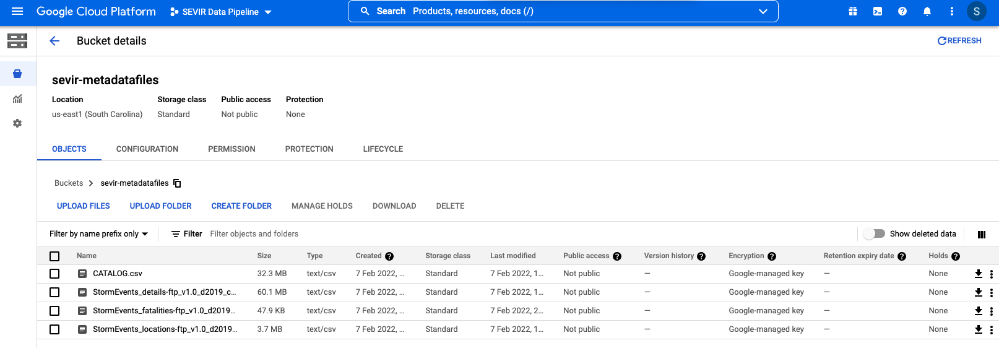 Google Cloud Platform SEVIR Data Pipeline Search Products, resources, docs (/) S
Bucket details REFRESH
sevir-metadatafiles
Location Storage class Public access Protection
us-east1 (South Carolina) Standard Not public None
OBJECTS CONFIGURATION PERMISSION PROTECTION LIFECYCLE
Buckets > sevir-metadatafiles
UPLOAD FILES UPLOAD FOLDER CREATE FOLDER MANAGE HOLDS DOWNLOAD DELETE
Filter by name prefix only Filter Filter objects and folders Show deleted data
Name Size Type Created Storage class Last modified Public access Version history Encryption Retention expiry date Holds
CATALOG.csv 32.3 MB text/csv 7 Feb 2022, ... Standard 7 Feb 2022, 1... Not public — Google-managed key — None
StormEvents_details-ftp_v1.0_d2019_c... 60.1 MB text/csv 7 Feb 2022, ... Standard 7 Feb 2022, 1... Not public — Google-managed key — None
StormEvents_fatalities-ftp_v1.0_d2019... 47.9 KB text/csv 7 Feb 2022, ... Standard 7 Feb 2022, 2... Not public — Google-managed key — None
StormEvents_locations-ftp_v1.0_d2019... 3.7 MB text/csv 7 Feb 2022, ... Standard 7 Feb 2022, 1... Not public — Google-managed key — None